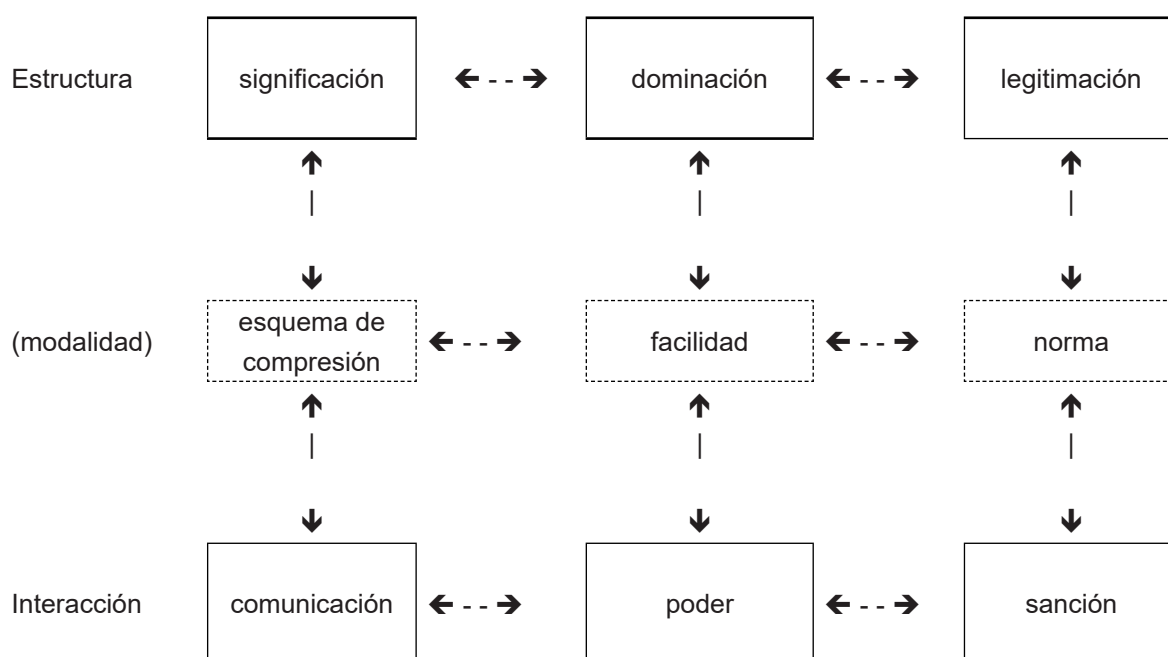 Estructura significación dominación legitimación
(modalidad) esquema de compresión facilidad norma
Interacción comunicación poder sanción